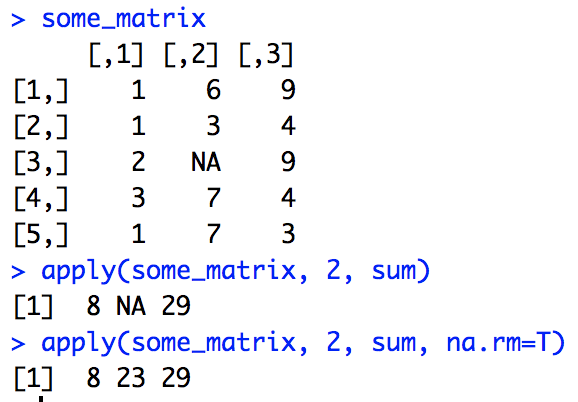 > some_matrix
     [,1] [,2] [,3]
[1,]    1    6    9
[2,]    1    3    4
[3,]    2   NA    9
[4,]    3    7    4
[5,]    1    7    3
> apply(some_matrix, 2, sum)
[1]  8 NA 29
> apply(some_matrix, 2, sum, na.rm=T)
[1]  8 23 29